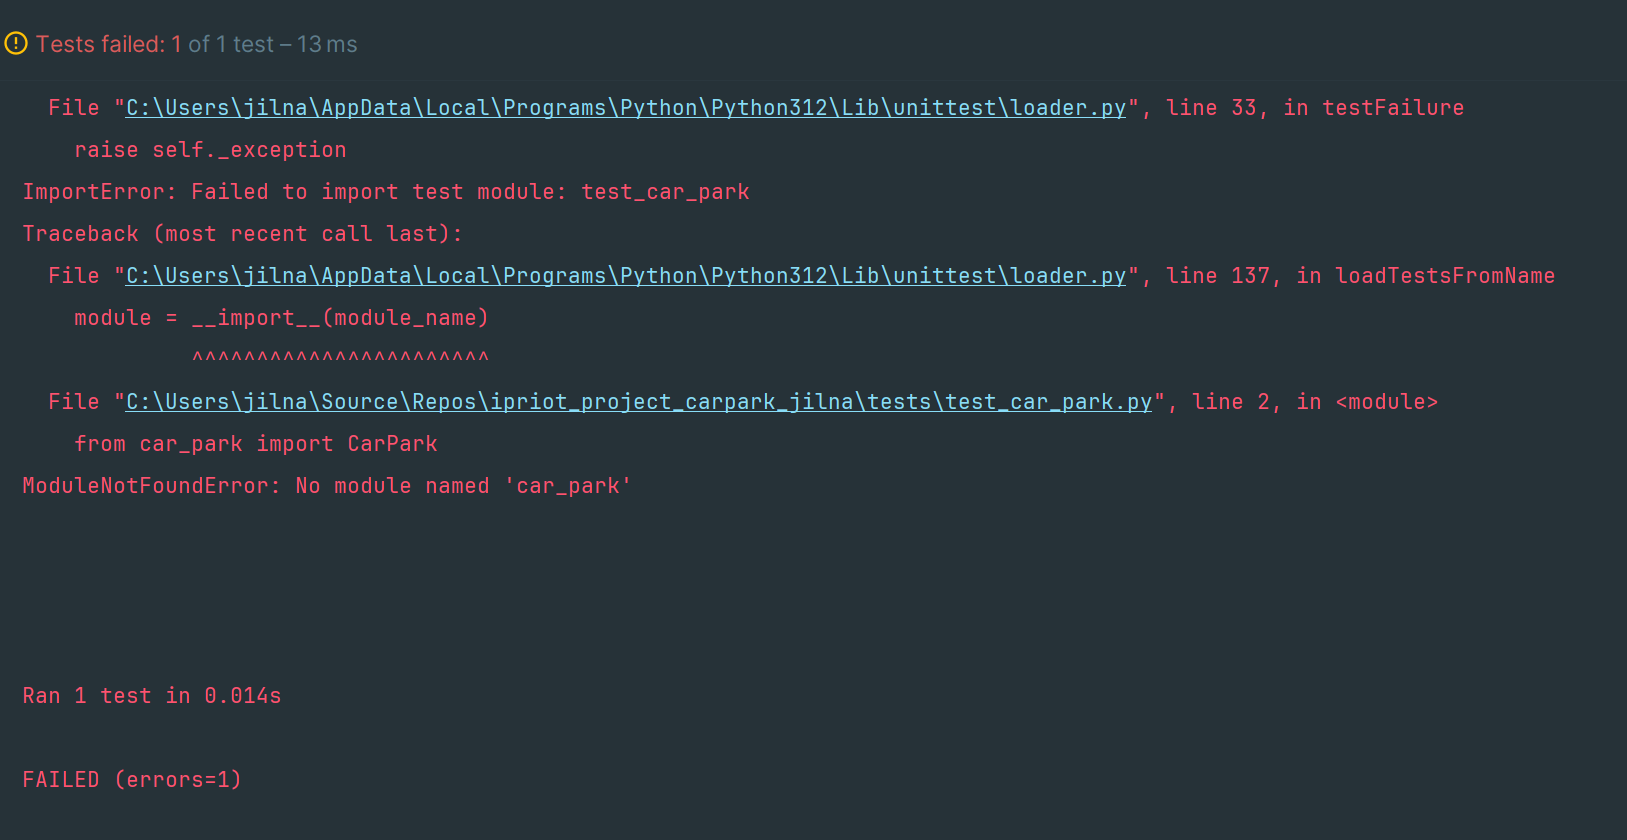 Tests failed: 1 of 1 test – 13 ms
File "C:\Users\jilna\AppData\Local\Programs\Python\Python312\Lib\unittest\loader.py", line 33, in testFailure
raise self._exception
ImportError: Failed to import test module: test_car_park
Traceback (most recent call last):
File "C:\Users\jilna\AppData\Local\Programs\Python\Python312\Lib\unittest\loader.py", line 137, in loadTestsFromName
module = __import__(module_name)
^^^^^^^^^^^^^^^^^^^^^^^
File "C:\Users\jilna\Source\Repos\ipriot_project_carpark_jilna\tests\test_car_park.py", line 2, in <module>
from car_park import CarPark
ModuleNotFoundError: No module named 'car_park'
Ran 1 test in 0.014s
FAILED (errors=1)